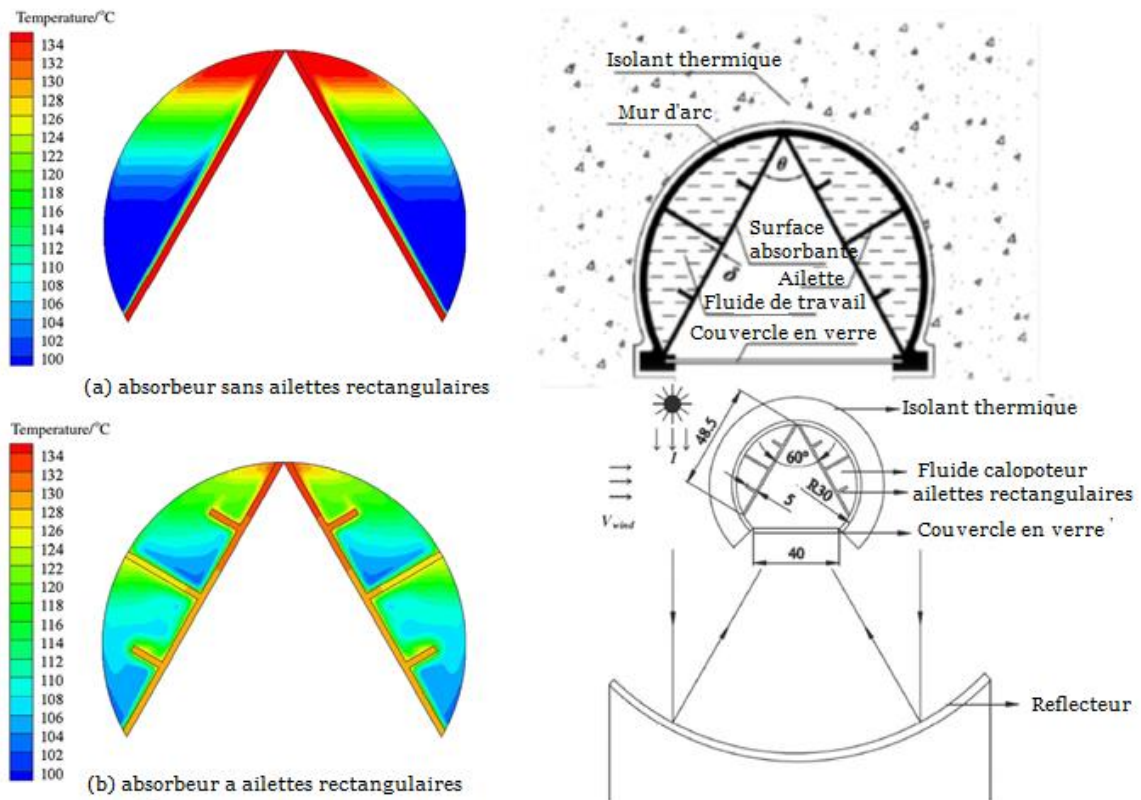 Temperature/°C
134
132
130
128
126
124
122
120
118
116
114
112
110
108
106
104
102
100
(a) absorbeur sans ailettes rectangulaires
Isolant thermique
Mur d'arc
θ
Surface
absorbante
δ
Ailette
Fluide de travail
Couvercle en verre
Temperature/°C
134
132
130
128
126
124
122
120
118
116
114
112
110
108
106
104
102
100
(b) absorbeur a ailettes rectangulaires
Isolant thermique
48.5
I
60°
Fluide calopoteur
ailettes rectangulaires
5
R30
V wind
Couvercle en verre
40
Reflecteur